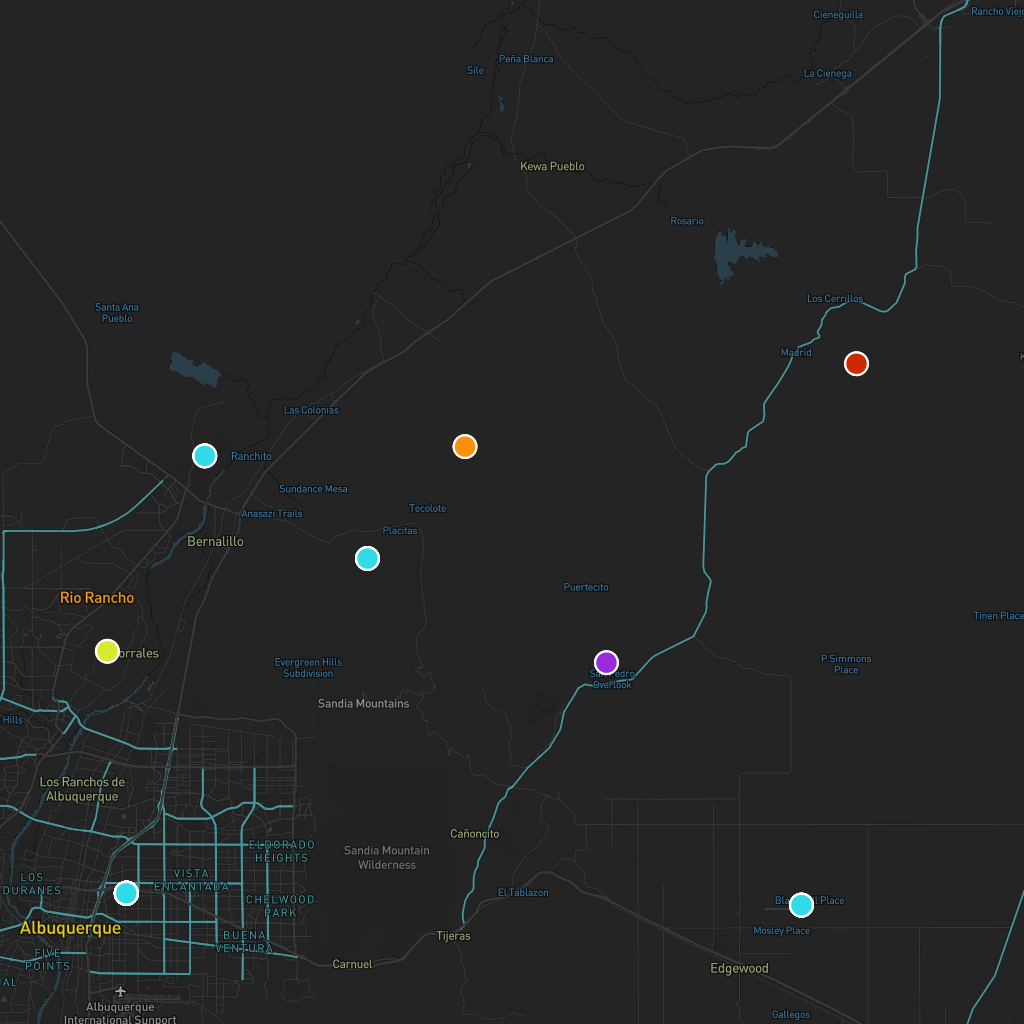 Cieneguilla
Rancho Viejo
Peña Blanca
Sile
La Cienega
Kewa Pueblo
Rosario
Santa Ana
Pueblo
Los Cerrillos
Madrid
Las Colonias
Ranchito
Sundance Mesa
Tecolote
Anasazi Trails
Placitas
Bernalillo
Puertecito
Rio Rancho
Tinen Place
orrales
Evergreen Hills
Subdivision
P Simmons
Place
San Pedro
Overlook
Sandia Mountains
Hills
Los Ranchos de
Albuquerque
Cañoncito
ELDORADO
HEIGHTS
Sandia Mountain
Wilderness
LOS
DURANES
VISTA
ENCANTADA
El Tablazon
CHELWOOD
PARK
Place
Albuquerque
Mosley Place
BUENA
VENTURA
Tijeras
FIVE
POINTS
Carnuel
Edgewood
AL
Albuquerque
International Sunport
Gallegos